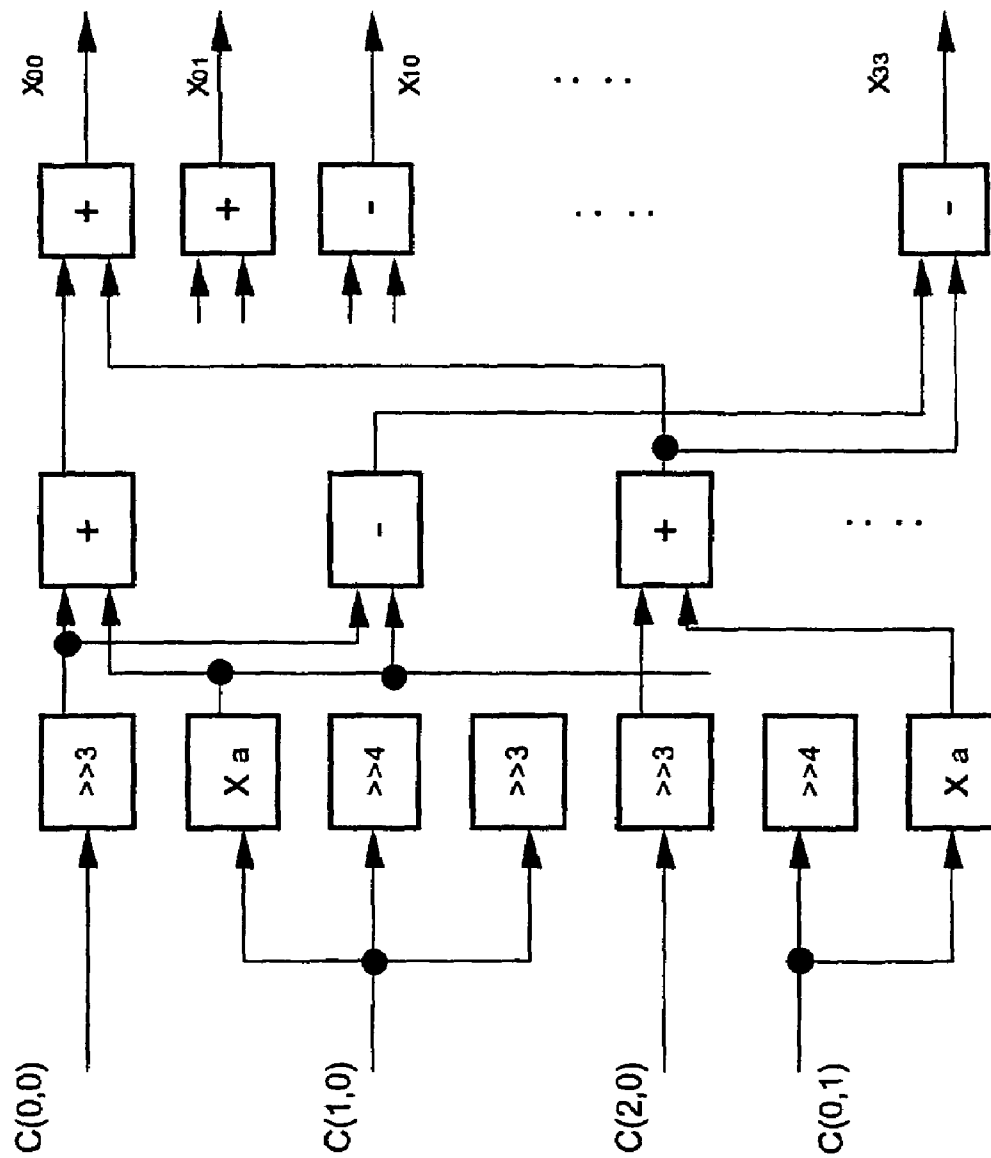 C(0,0)
C(1,0)
C(2,0)
C(0,1)
>>3
X a
>>4
>>3
>>3
>>4
X a
+
-
+
. . . .
+
+
-
. . . .
-
X00
X01
X10
. . . .
X33